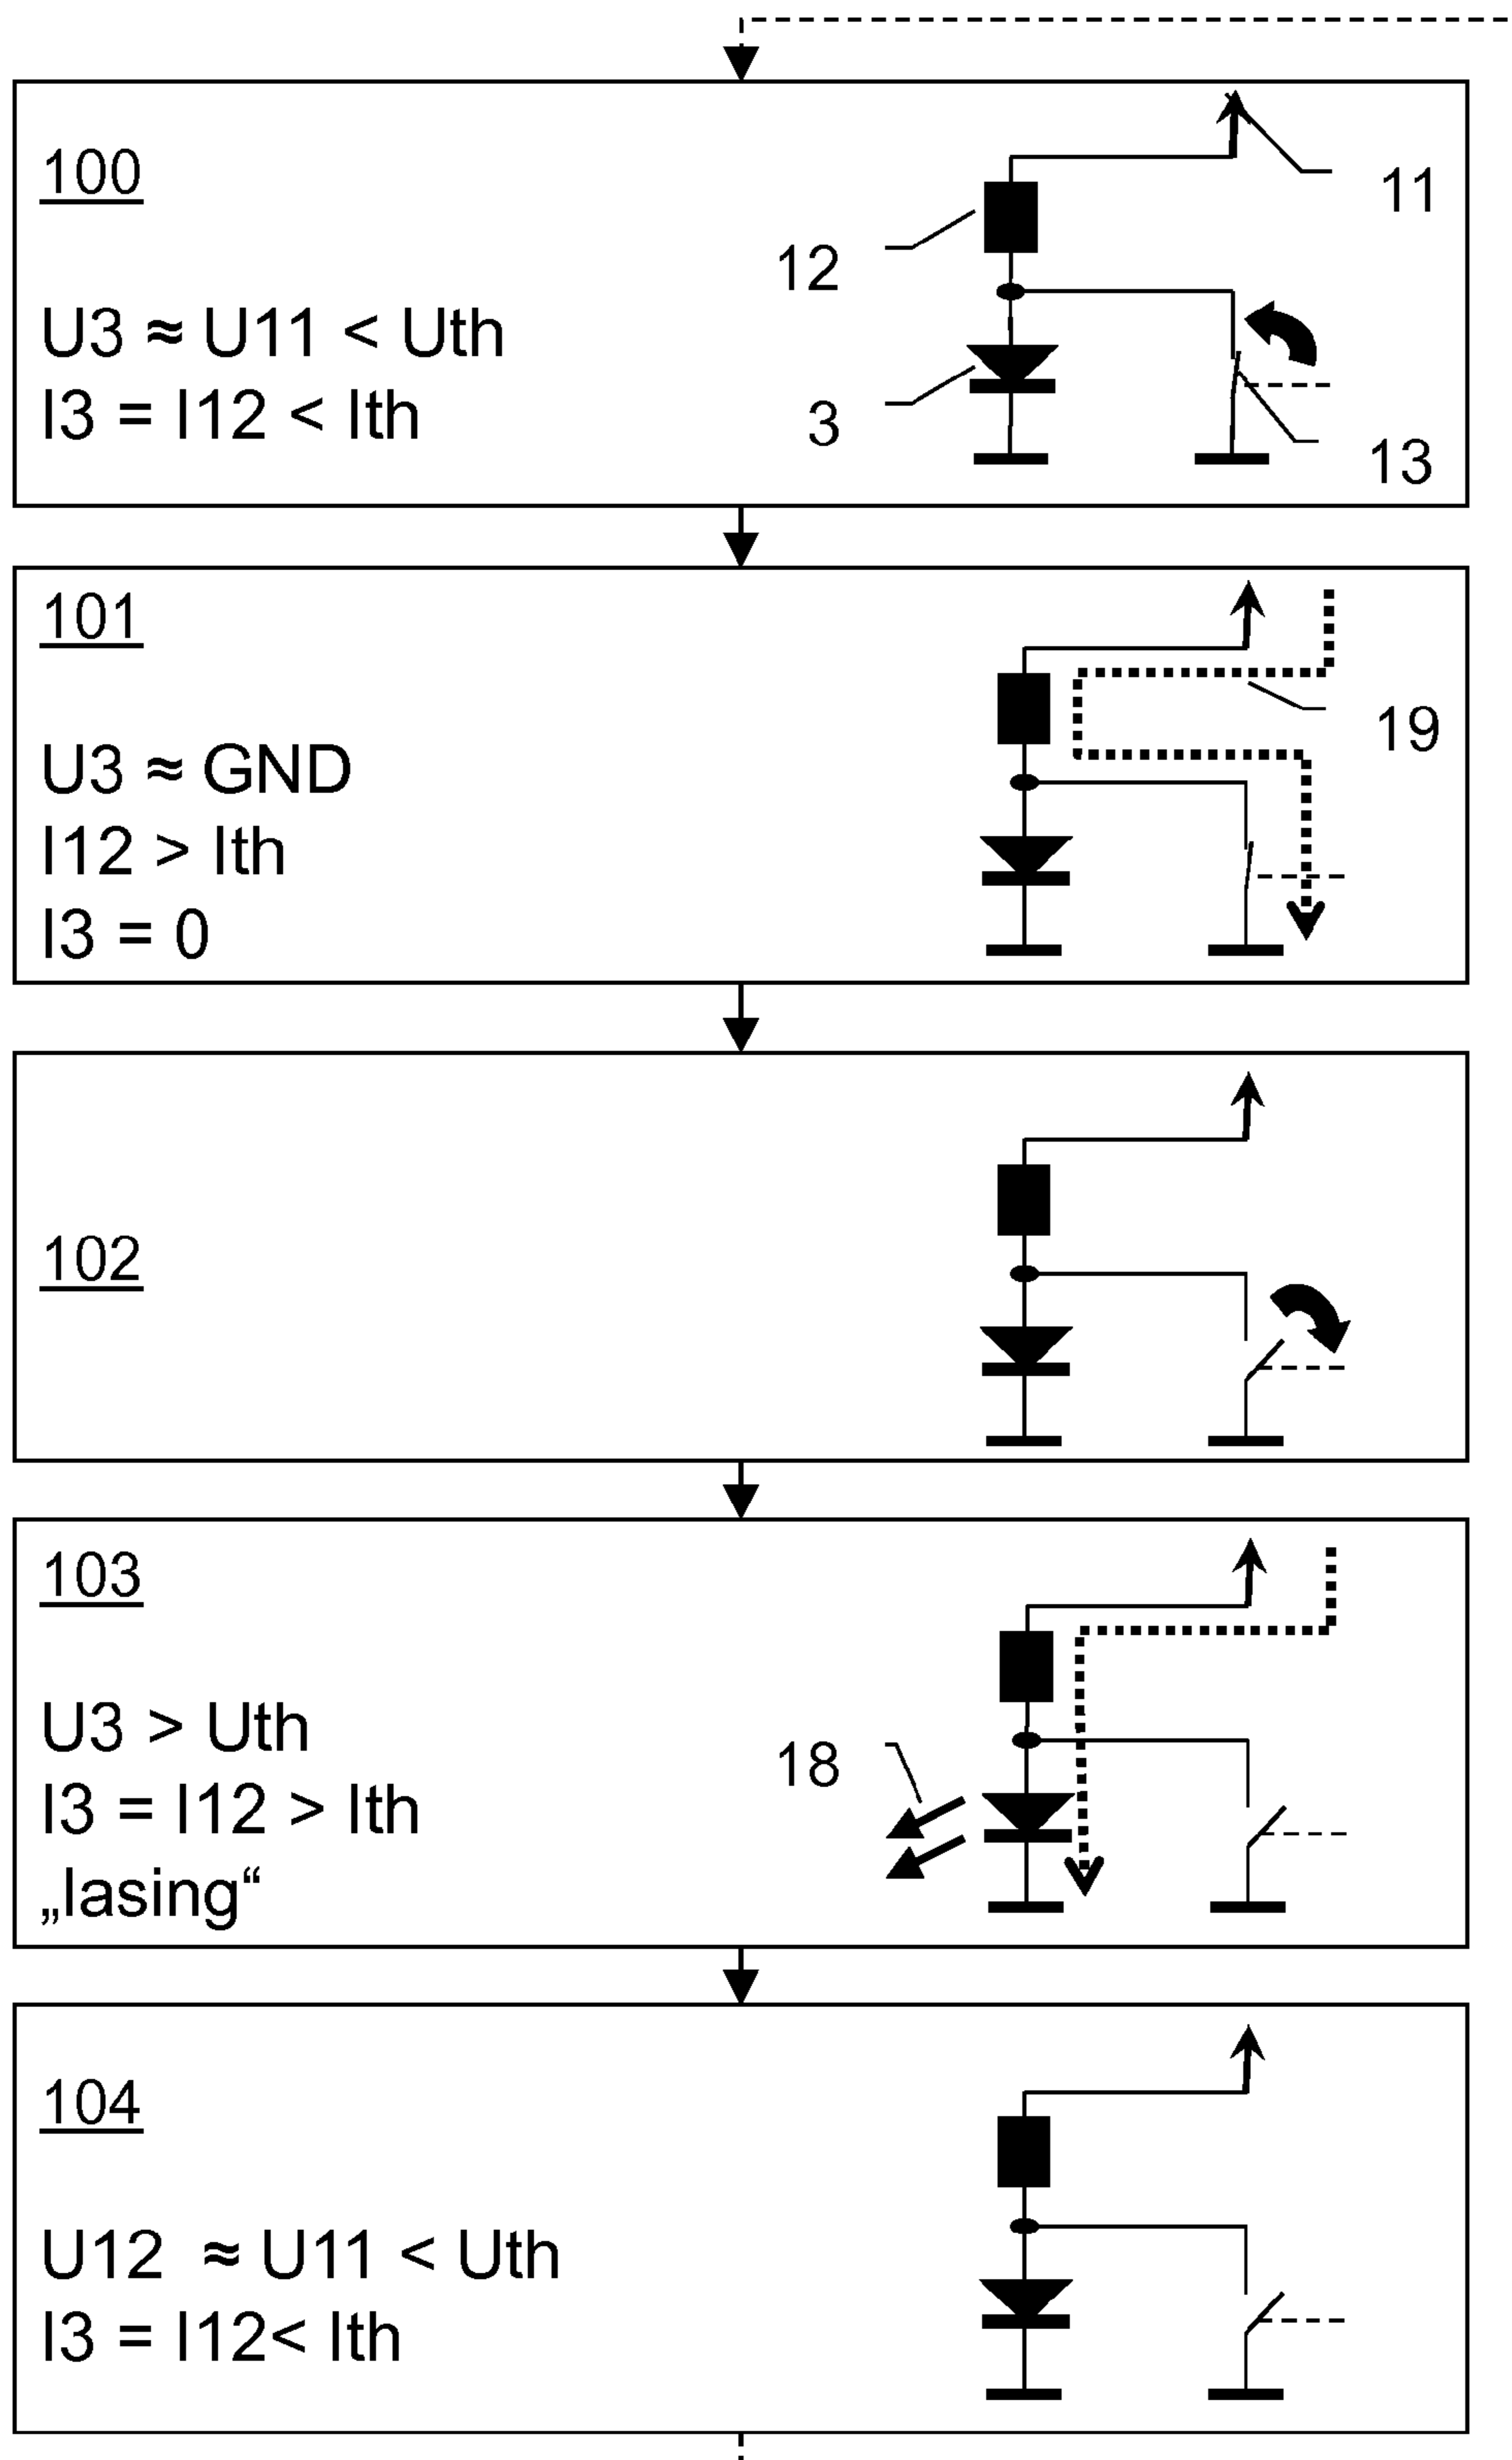 100
11
12
U3 ≈ U11 < Uth
I3 = I12 < Ith
3
13
101
19
U3 ≈ GND
I12 > Ith
I3 = 0
102
103
U3 > Uth
18
I3 = I12 > Ith
„lasing“
104
U12 ≈ U11 < Uth
I3 = I12< Ith